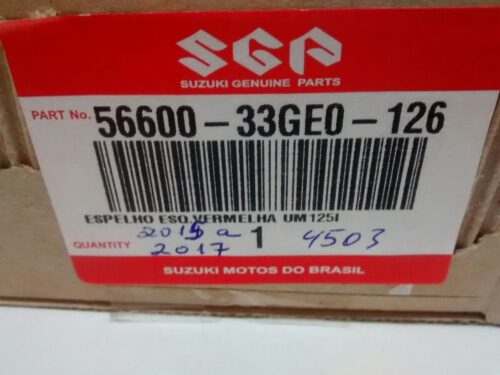 SGP
SUZUKI GENUINE PARTS
PART No. 56600-33GE0-126
ESPELHO ESQ.VERMELHA UM125I
2015 a
QUANTITY 2017 1 4503
SUZUKI MOTOS DO BRASIL